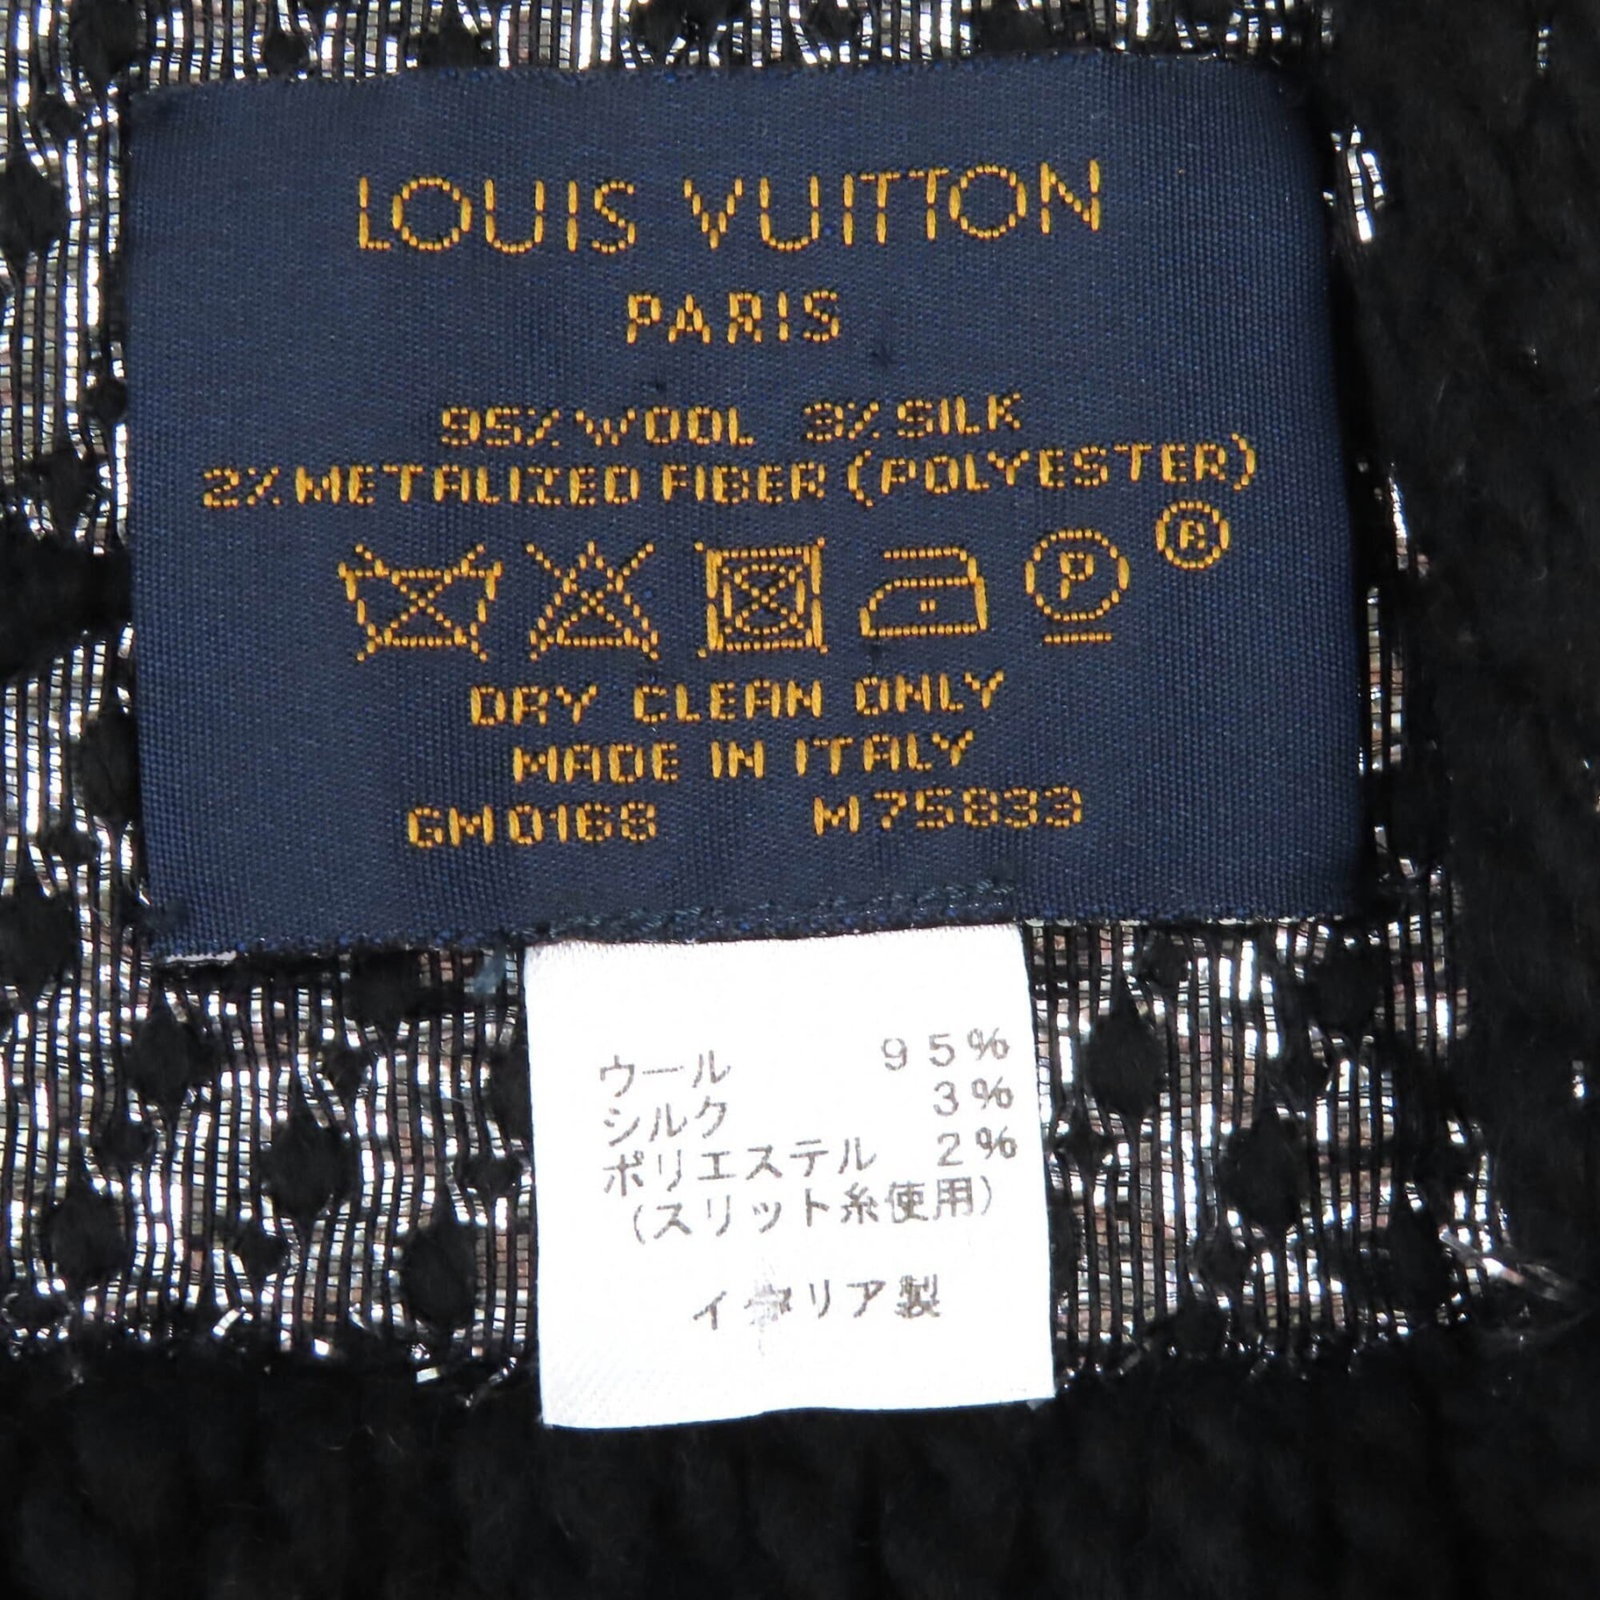 LOUIS VUITTON
PARIS
95% WOOL 3% SILK
2% METALIZED FIBER (POLYESTER)
®
P
DRY CLEAN ONLY
MADE IN ITALY
GM0168 M75833
ウール 95%
シルク 3%
ポリエステル 2%
(スリット糸使用)
イタリア製